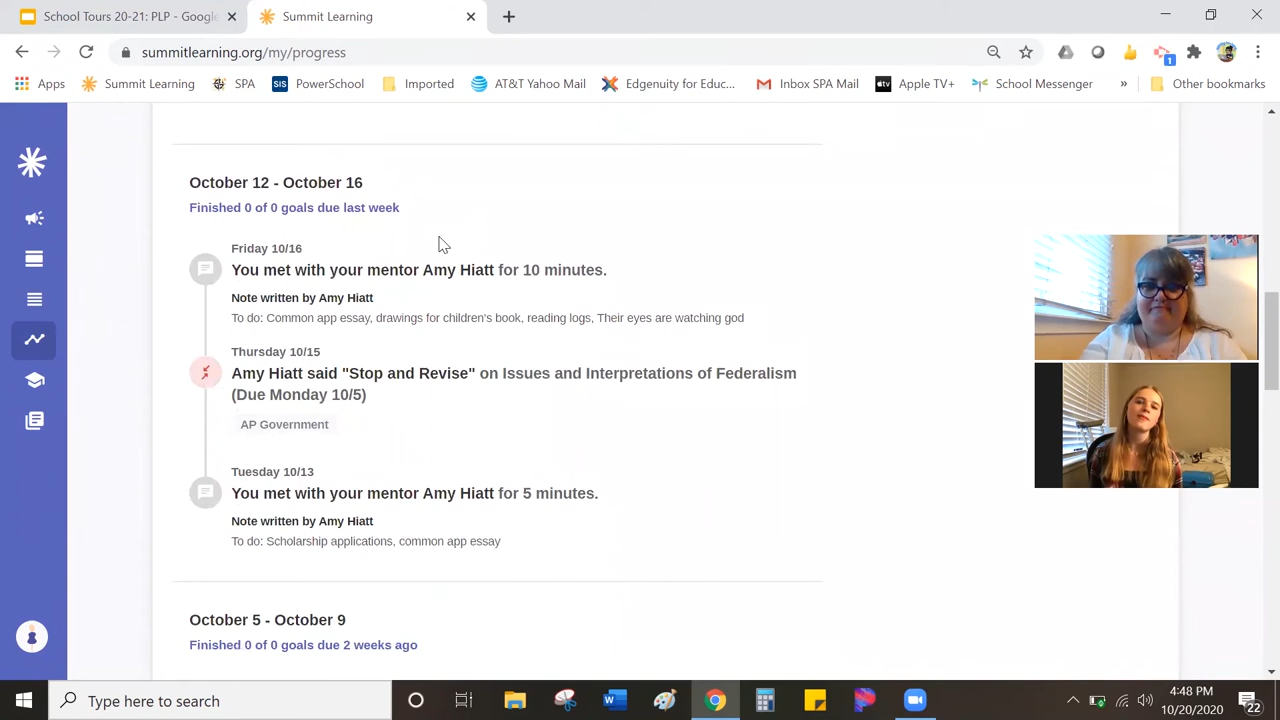 School Tours 20-21: PLP - Google
Summit Learning
summitlearning.org/my/progress
1
Apps
Summit Learning
SPA
SIS
PowerSchool
Imported
AT&T Yahoo Mail
Edgenuity for Educ...
Inbox SPA Mail
tv
Apple TV+
School Messenger
»
Other bookmarks
October 12 - October 16
Finished 0 of 0 goals due last week
Friday 10/16
You met with your mentor Amy Hiatt for 10 minutes.
Note written by Amy Hiatt
To do: Common app essay, drawings for children's book, reading logs, Their eyes are watching god
Thursday 10/15
Amy Hiatt said "Stop and Revise" on Issues and Interpretations of Federalism
(Due Monday 10/5)
AP Government
Tuesday 10/13
You met with your mentor Amy Hiatt for 5 minutes.
Note written by Amy Hiatt
To do: Scholarship applications, common app essay
October 5 - October 9
Finished 0 of 0 goals due 2 weeks ago
Type here to search
4:48 PM
10/20/2020
22